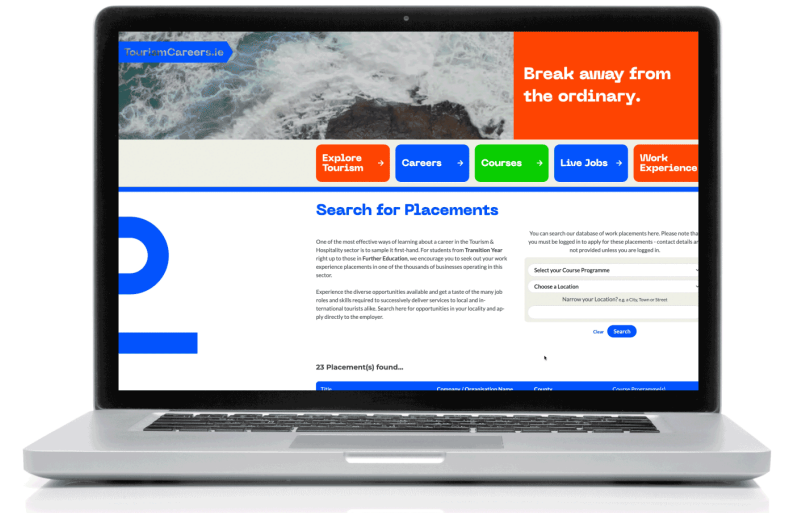 TourismCareers.ie
Break away from
the ordinary.
Explore
Tourism →
Careers →
Courses →
Live Jobs →
Work
Experience
Search for Placements
One of the most effective ways of learning about a career in the Tourism &
Hospitality sector is to sample it first-hand. For students from Transition Year
right up to those in Further Education, we encourage you to seek out your work
experience placements in one of the thousands of businesses operating in this
sector.
Experience the diverse opportunities available and get a taste of the many job
roles and skills required to successively deliver services to local and in-
ternational tourists alike. Search here for opportunities in your locality and ap-
ply directly to the employer.
You can search our database of work placements here. Please note tha
you must be logged in to apply for these placements - contact details ar
not provided unless you are logged in.
Select your Course Programme
Choose a Location
Narrow your Location? e.g. a City, Town or Street
Clear Search
23 Placement(s) found...
Title Company / Organisation Name County Course Programme(s)